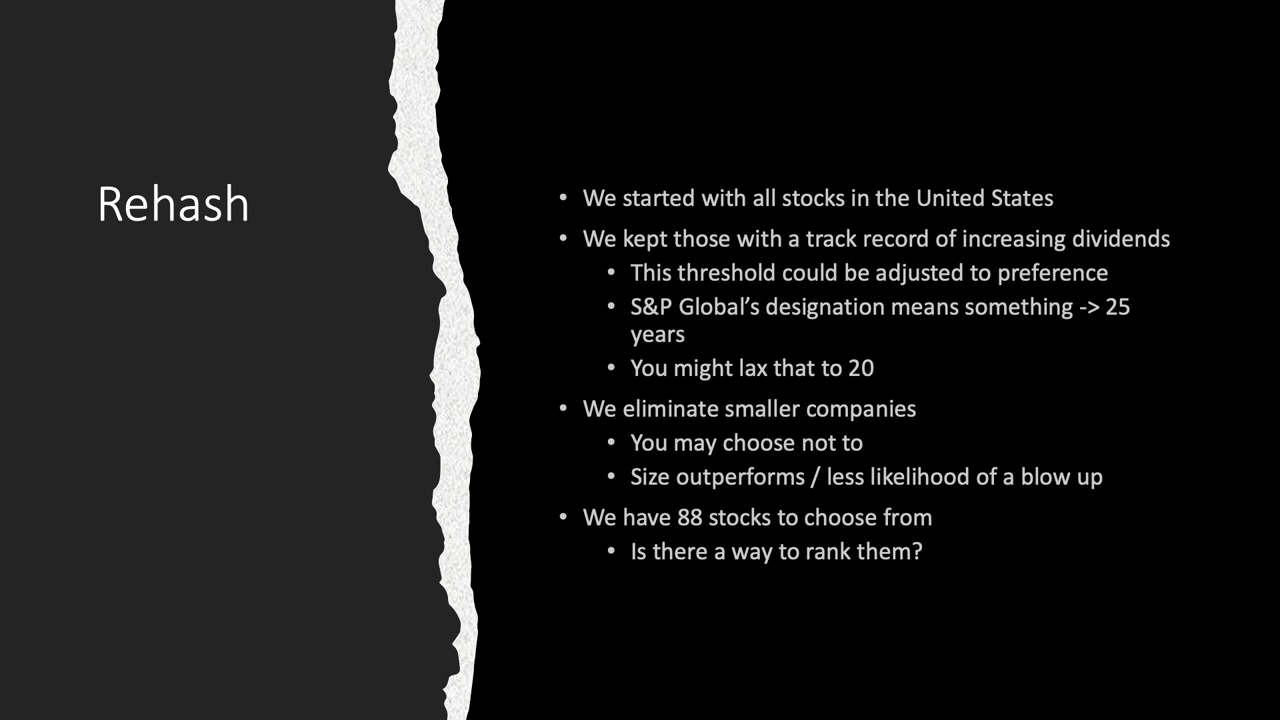 Rehash
• We started with all stocks in the United States
• We kept those with a track record of increasing dividends
• This threshold could be adjusted to preference
• S&P Global’s designation means something -> 25
years
• You might lax that to 20
• We eliminate smaller companies
• You may choose not to
• Size outperforms / less likelihood of a blow up
• We have 88 stocks to choose from
• Is there a way to rank them?